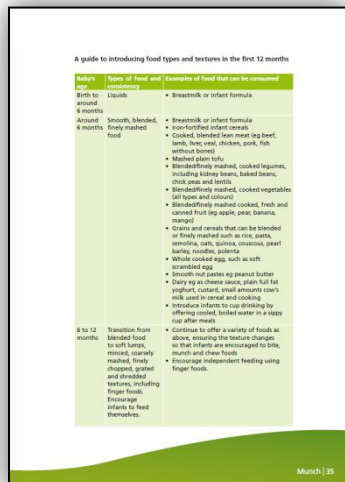 A guide to introducing food types and textures in the first 12 months
Baby's age
Types of food and consistency
Examples of food that can be consumed
Birth to
around
6 months
Liquids
• Breastmilk or infant formula
Around
6 months
Smooth, blended,
finely mashed
food
• Breastmilk or infant formula
• Iron-fortified infant cereals
• Cooked, blended lean meat (eg beef,
lamb, liver, veal, chicken, pork, fish
without bones)
• Mashed plain tofu
• Blended/finely mashed, cooked legumes,
including kidney beans, baked beans,
chick peas and lentils
• Blended/finely mashed, cooked vegetables
(all types and colours)
• Blended/finely mashed cooked, fresh and
canned fruit (eg apple, pear, banana,
mango)
• Grains and cereals that can be blended
or finely mashed such as rice, pasta,
semolina, oats, quinoa, couscous, pearl
barley, noodles, polenta
• Whole cooked egg, such as soft
scrambled egg
• Smooth nut pastes eg peanut butter
• Dairy eg as cheese sauce, plain full fat
yoghurt, custard, small amounts cow's
milk used in cereal and cooking
• Introduce infants to cup drinking by
offering cooled, boiled water in a sippy
cup after meals
6 to 12
months
Transition from
blended food
to soft lumps,
minced, coarsely
mashed, finely
chopped, grated
and shredded
textures, including
finger foods.
Encourage
infants to feed
themselves.
• Continue to offer a variety of foods as
above, ensuring the texture changes
so that infants are encouraged to bite,
munch and chew foods
• Encourage independent feeding using
finger foods.
Munch | 35